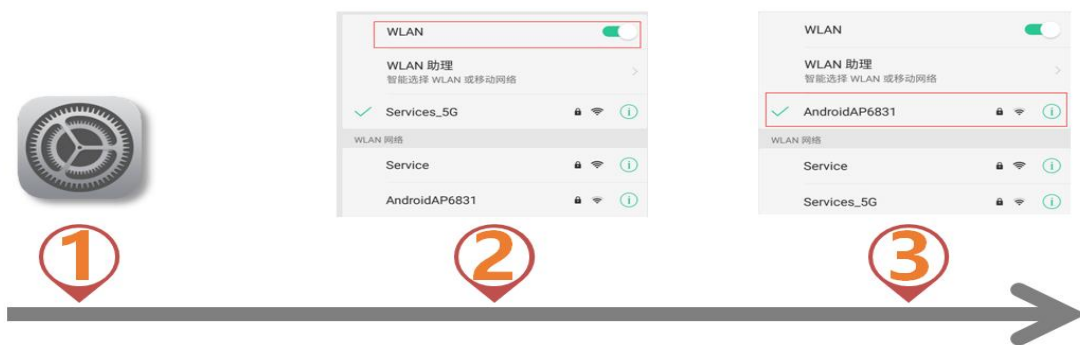 WLAN
WLAN 助理
智能选择 WLAN 或移动网络
Services_5G
WLAN 网络
Service
AndroidAP6831
WLAN
WLAN 助理
智能选择 WLAN 或移动网络
AndroidAP6831
WLAN 网络
Service
Services_5G
1
2
3